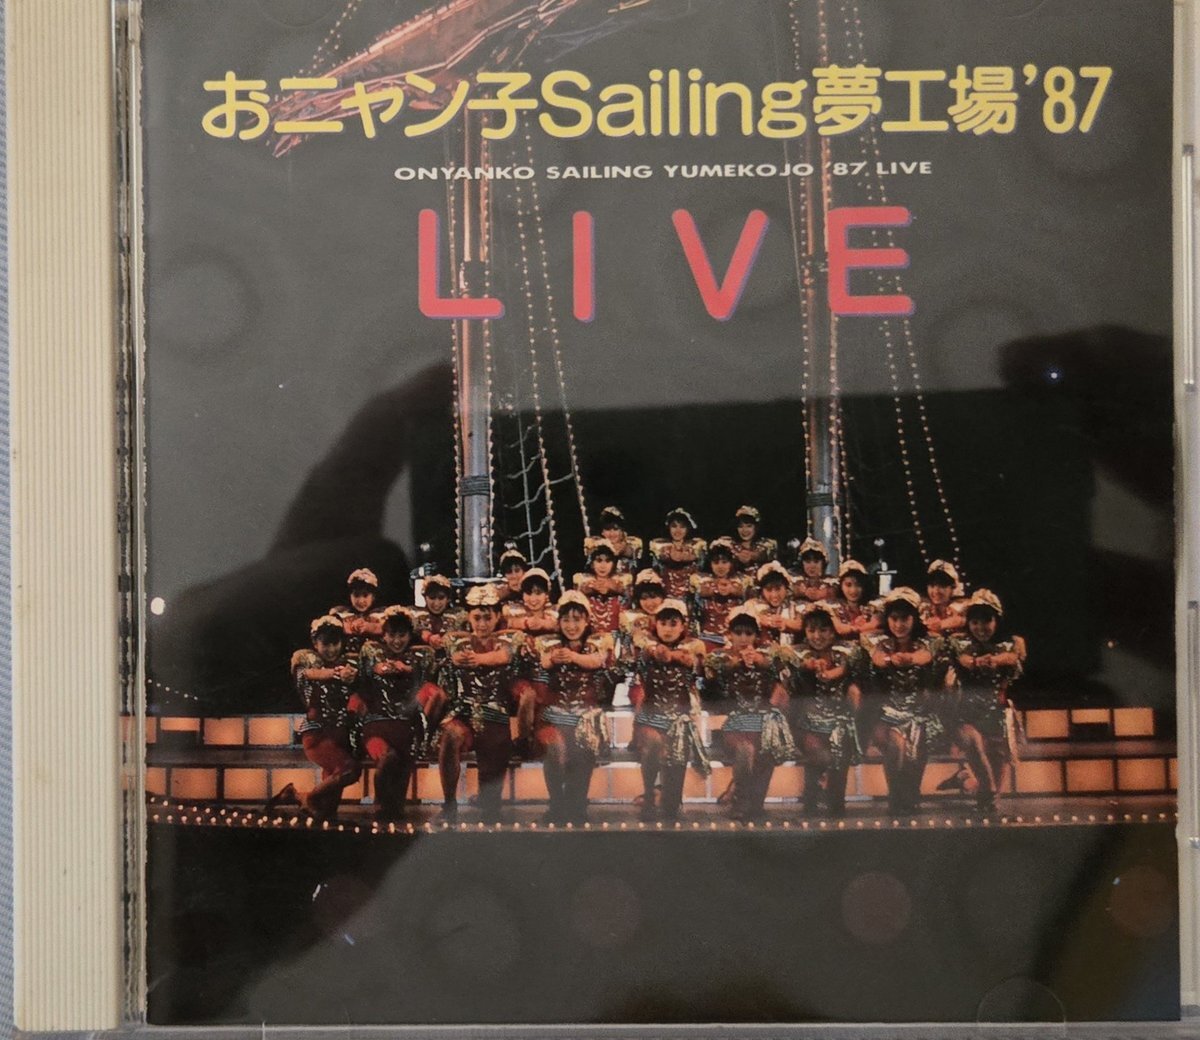 おニャン子Sailing夢工場'87
ONYANKO SAILING YUMEKOJO '87 LIVE
LIVE